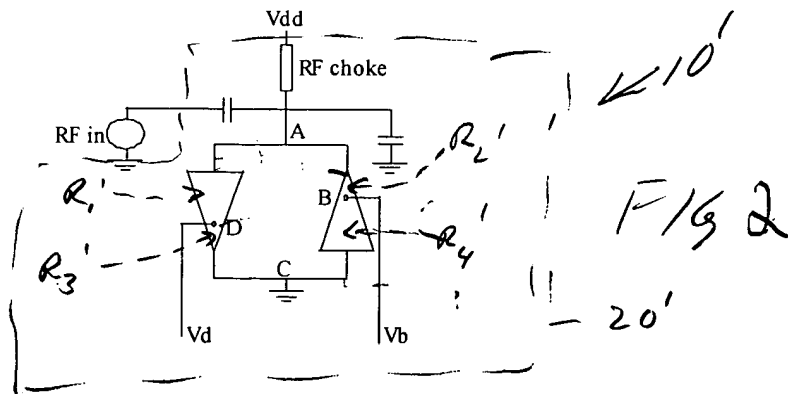 Vdd
10'
RF choke
RF in
A
R2'
R1'
B
D
FIG 2
R3'
R4'
C
20'
Vd
Vb